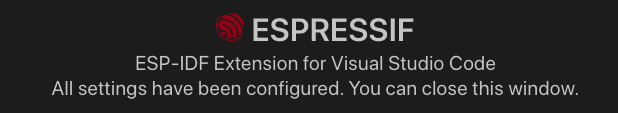 ESPRESSIF
ESP-IDF Extension for Visual Studio Code
All settings have been configured. You can close this window.